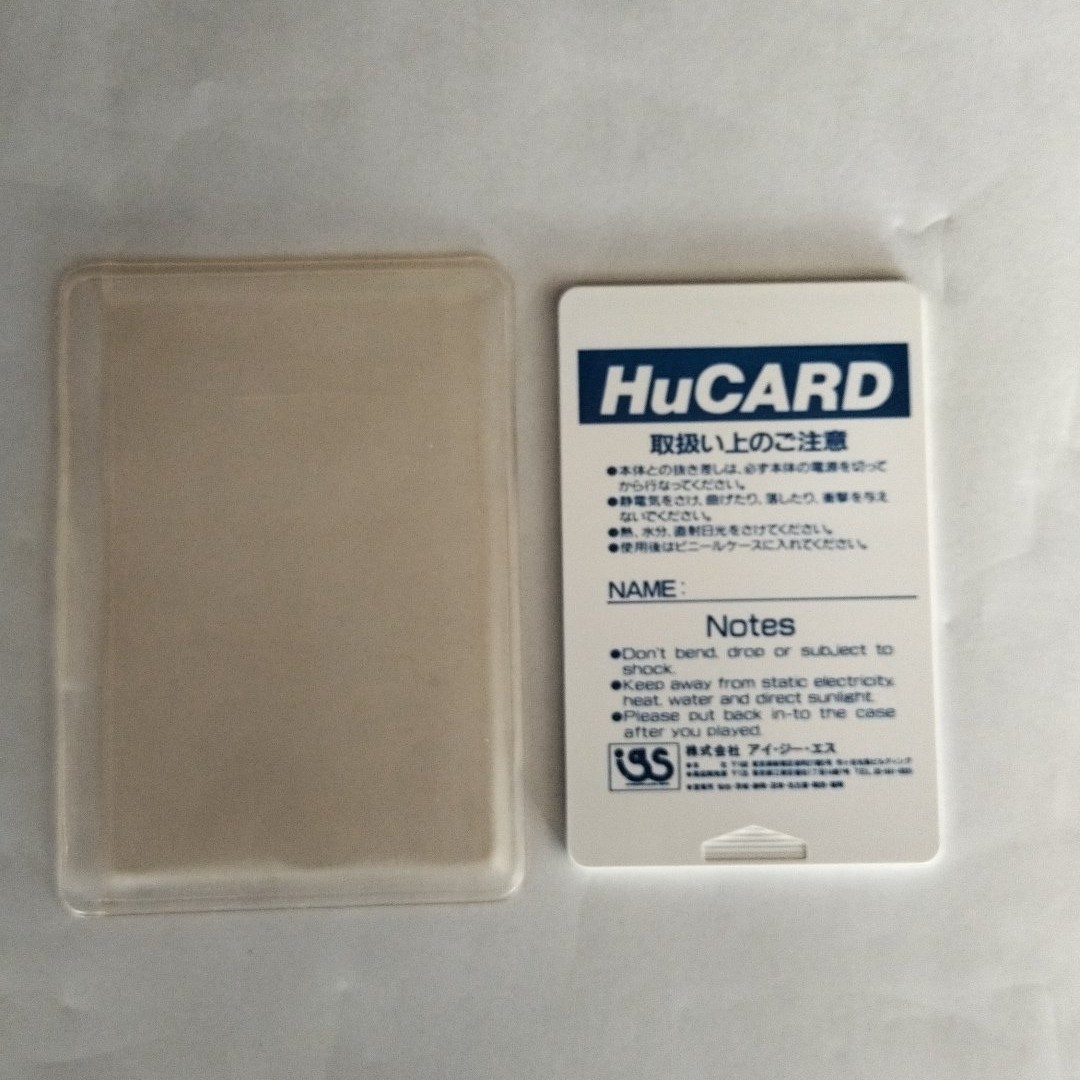 HuCARD
取扱い上のご注意
●本体との抜き差しは、必ず本体の電源を切って
から行なってください。
●静電気をさけ、曲げたり、落したり、衝撃を与え
ないでください。
●熱、水分、直射日光をさけてください。
●使用後はビニールケースに入れてください。
NAME:
Notes
●Don't bend, drop or subject to
shock.
●Keep away from static electricity,
heat, water and direct sunlight.
●Please put back in-to the case
after you played.
igs
株式会社 アイ・ジー・エス